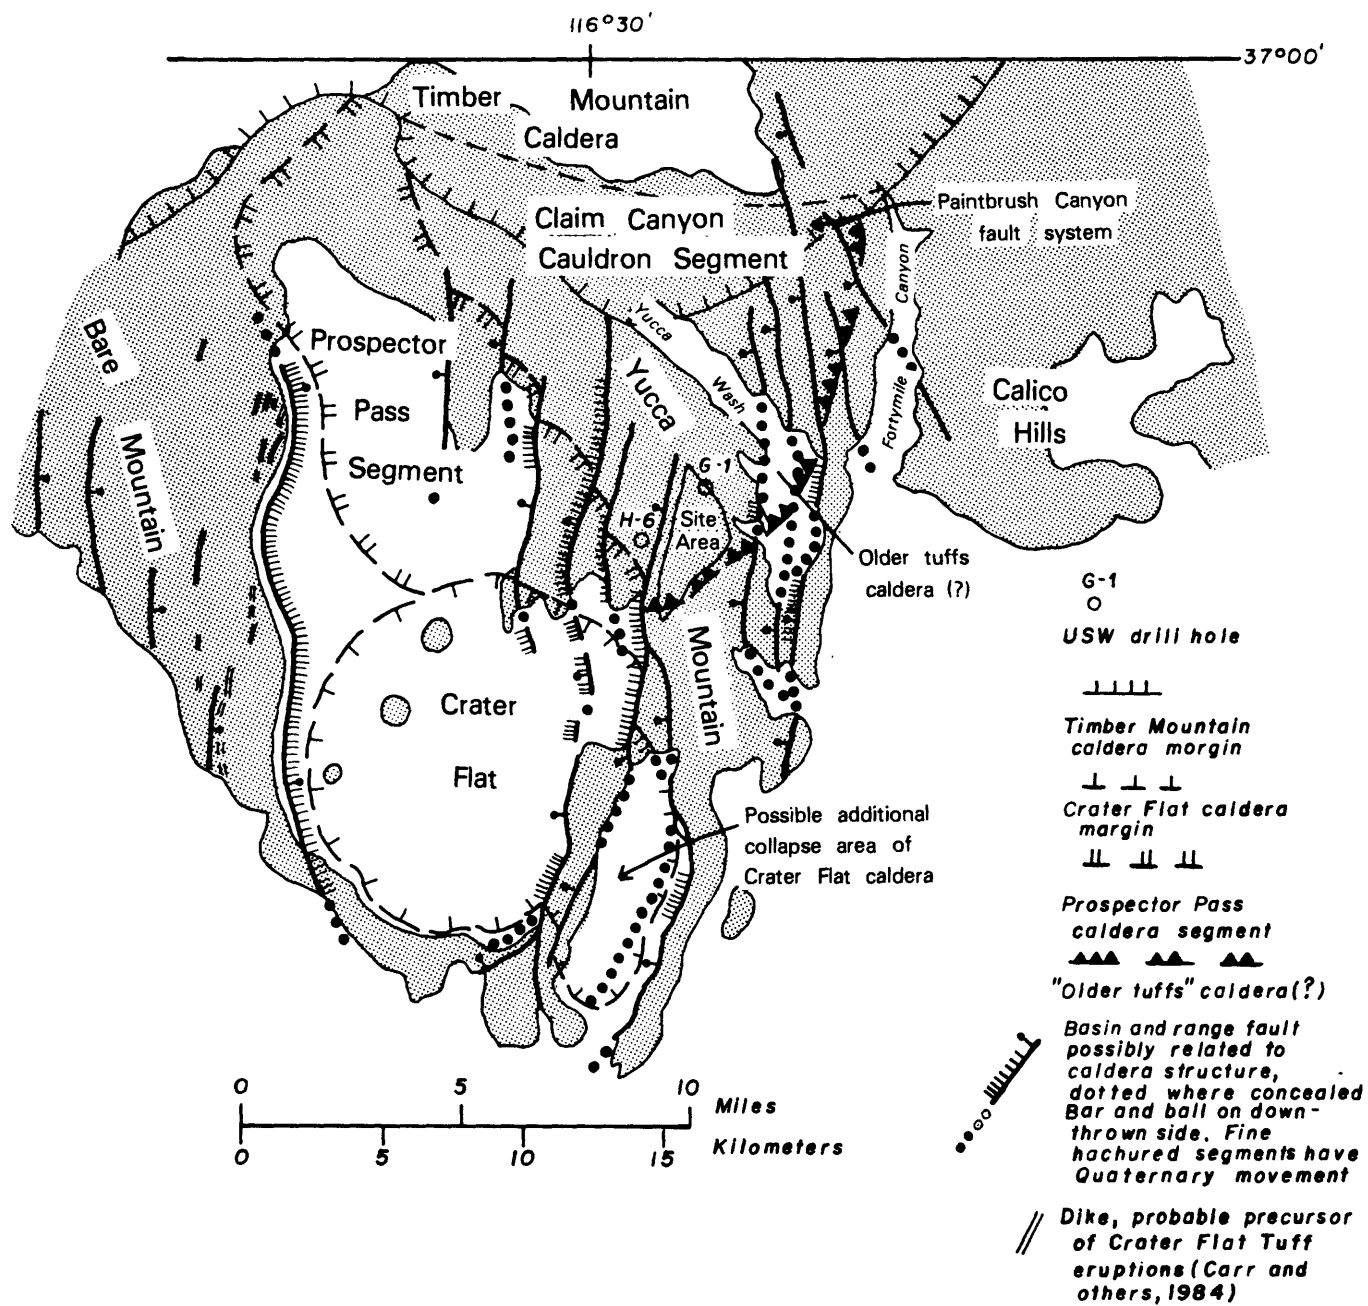 116°30'
37°00'
Timber Mountain
Caldera
Claim Canyon
Cauldron Segment
Paintbrush Canyon
fault system
Canyon
Fortymile
Yucca
Wash
Bare
Mountain
Prospector
Pass
Segment
Yucca
Mountain
Calico
Hills
G-1
H-6
Site
Area
Older tuffs
caldera (?)
Crater
Flat
Possible additional
collapse area of
Crater Flat caldera
G-1
USW drill hole
Timber Mountain
caldera morgin
Crater Flat caldera
margin
Prospector Pass
caldera segment
"Older tuffs" caldera(?)
Basin and range fault
possibly related to
caldera structure,
dotted where concealed
Bar and ball on down-
thrown side. Fine
hachured segments have
Quaternary movement
Dike, probable precursor
of Crater Flat Tuff
eruptions (Carr and
others, 1984)
0 5 10 Miles
0 5 10 15 Kilometers